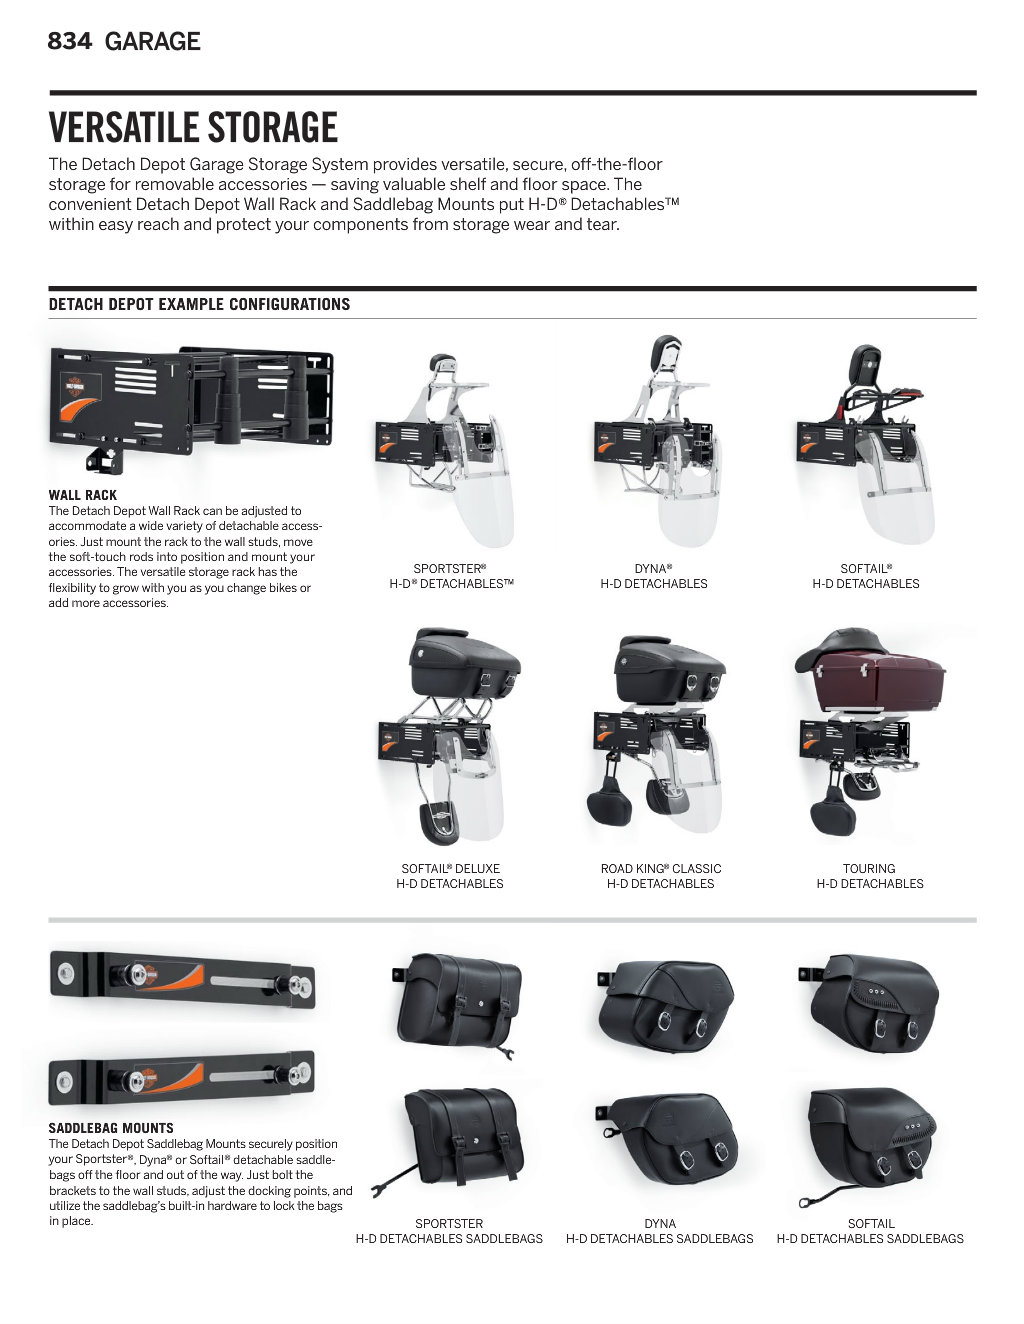 834 GARAGE
VERSATILE STORAGE
The Detach Depot Garage Storage System provides versatile, secure, off-the-floor
storage for removable accessories — saving valuable shelf and floor space. The
convenient Detach Depot Wall Rack and Saddlebag Mounts put H-D® Detachables™
within easy reach and protect your components from storage wear and tear.
DETACH DEPOT EXAMPLE CONFIGURATIONS
WALL RACK
The Detach Depot Wall Rack can be adjusted to
accommodate a wide variety of detachable access-
ories. Just mount the rack to the wall studs, move
the soft-touch rods into position and mount your
accessories. The versatile storage rack has the
flexibility to grow with you as you change bikes or
add more accessories.
SPORTSTER®
H-D® DETACHABLES™
DYNA®
H-D DETACHABLES
SOFTAIL®
H-D DETACHABLES
SOFTAIL® DELUXE
H-D DETACHABLES
ROAD KING® CLASSIC
H-D DETACHABLES
TOURING
H-D DETACHABLES
SADDLEBAG MOUNTS
The Detach Depot Saddlebag Mounts securely position
your Sportster®, Dyna® or Softail® detachable saddle-
bags off the floor and out of the way. Just bolt the
brackets to the wall studs, adjust the docking points, and
utilize the saddlebag's built-in hardware to lock the bags
in place.
SPORTSTER
H-D DETACHABLES SADDLEBAGS
DYNA
H-D DETACHABLES SADDLEBAGS
SOFTAIL
H-D DETACHABLES SADDLEBAGS